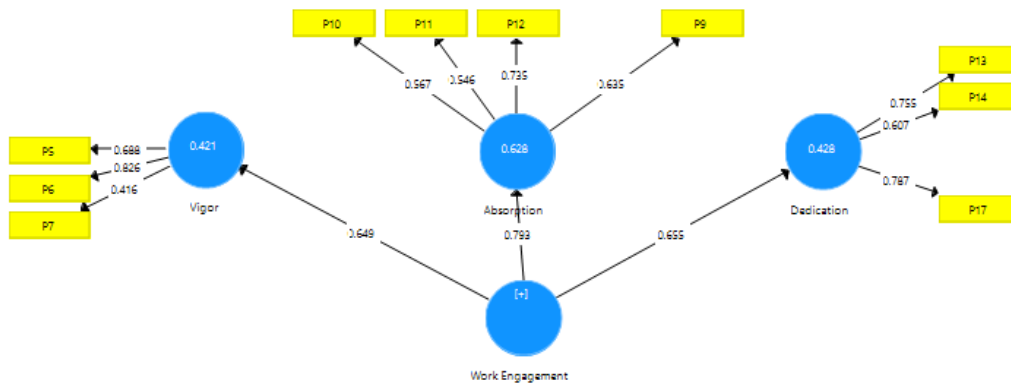 P10
P11
P12
P9
P13
P14
P17
P5
P6
P7
0.567
0.546
0.735
0.635
0.755
0.607
0.787
0.688
0.826
0.416
0.421
0.628
0.428
Vigor
Absorption
Dedication
0.649
0.793
0.655
[+]
Work Engagement